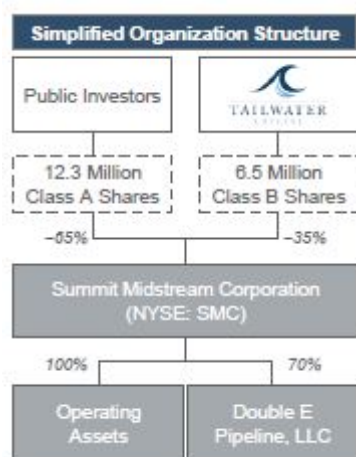 Simplified Organization Structure
Public Investors
TAILWATER
CAPITAL
12.3 Million
Class A Shares
6.5 Million
Class B Shares
~65%
~35%
Summit Midstream Corporation
(NYSE: SMC)
100%
70%
Operating
Assets
Double E
Pipeline, LLC